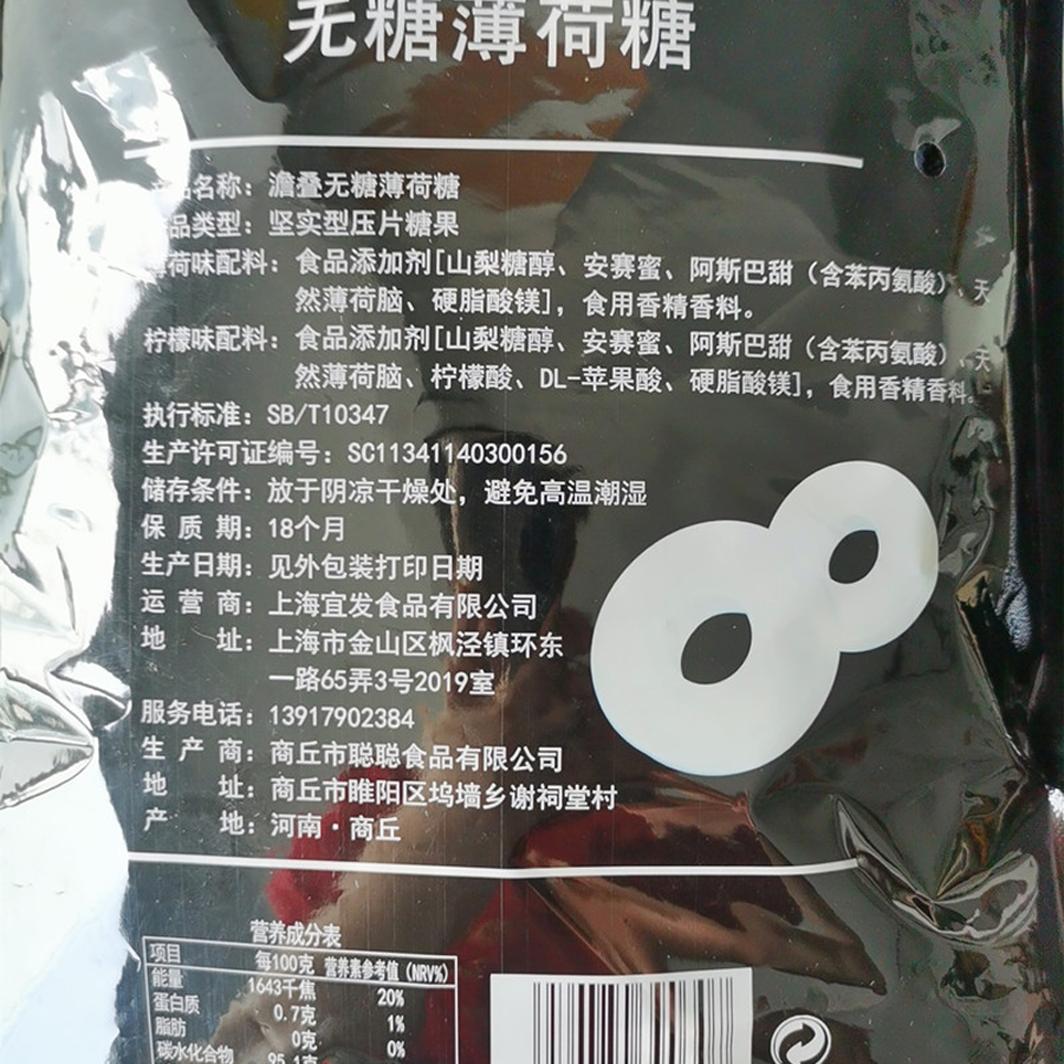 无糖薄荷糖
品名称：澹叠无糖薄荷糖
品类型：坚实型压片糖果
荷味配料：食品添加剂[山梨糖醇、安赛蜜、阿斯巴甜（含苯丙氨酸）、天
然薄荷脑、硬脂酸镁]，食用香精香料。
柠檬味配料：食品添加剂[山梨糖醇、安赛蜜、阿斯巴甜（含苯丙氨酸）、天
然薄荷脑、柠檬酸、DL-苹果酸、硬脂酸镁]，食用香精香料。
执行标准：SB/T10347
生产许可证编号：SC11341140300156
储存条件：放于阴凉干燥处，避免高温潮湿
保 质 期：18个月
生产日期：见外包装打印日期
运 营 商：上海宜发食品有限公司
地 址：上海市金山区枫泾镇环东
一路65弄3号2019室
服务电话：13917902384
生 产 商：商丘市聪聪食品有限公司
地 址：商丘市睢阳区坞墙乡谢祠堂村
产 地：河南·商丘
营养成分表
项目 每100克 营养素参考值（NRV%）
能量 1643千焦 20%
蛋白质 0.7克 1%
脂肪 0克 0%
碳水化合物 95.1克